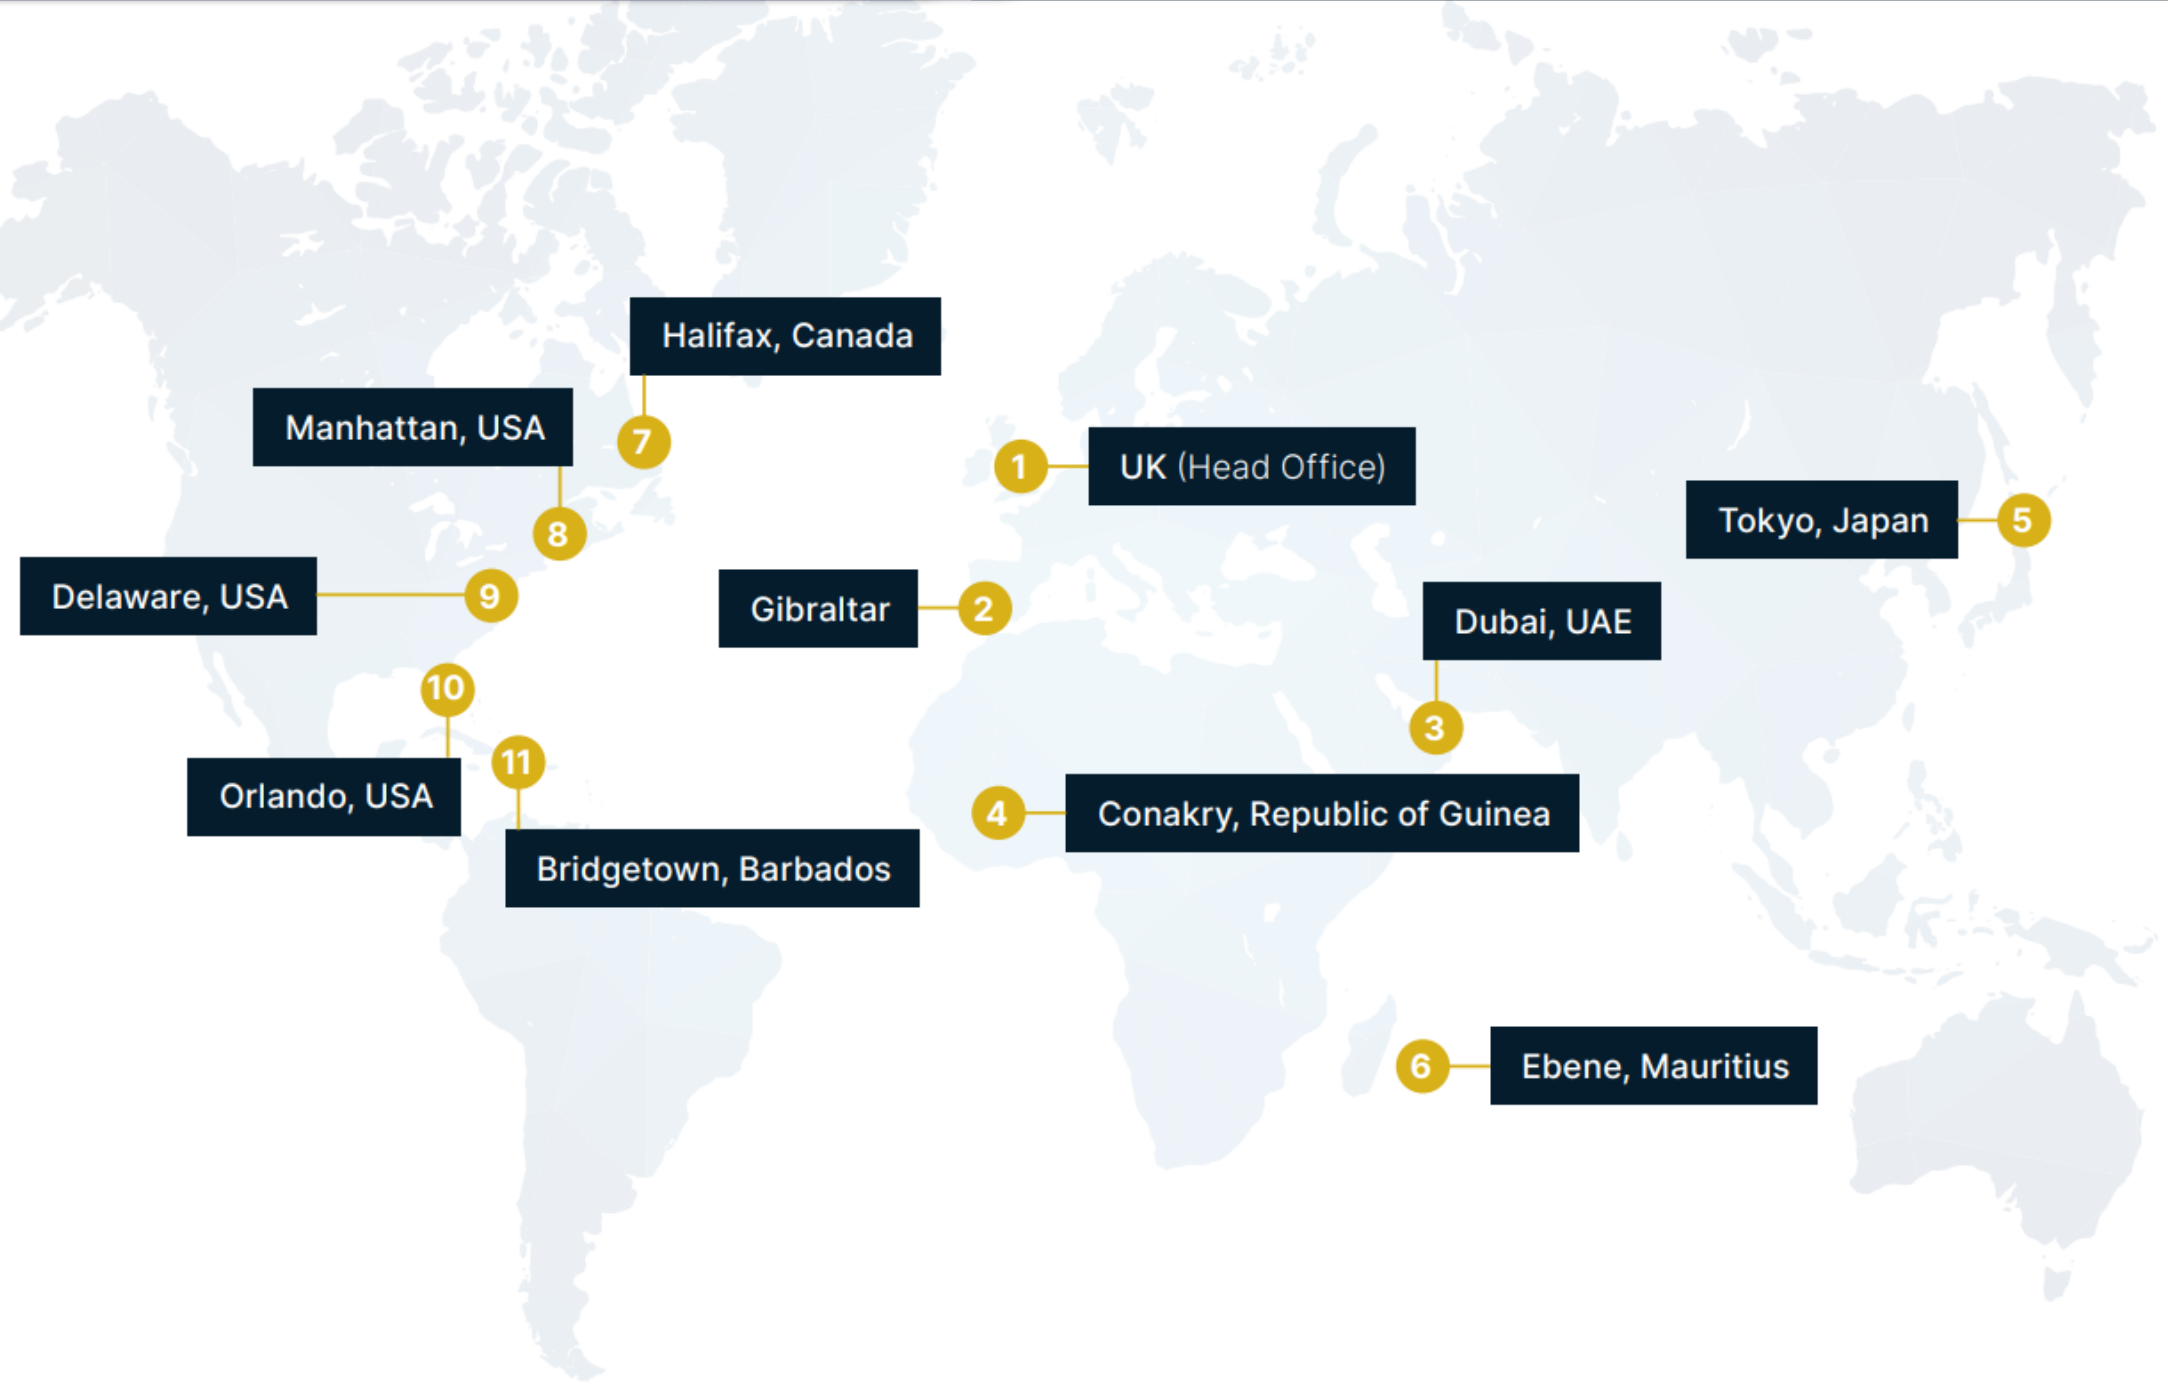 Halifax, Canada
7
Manhattan, USA
8
1
UK (Head Office)
Tokyo, Japan
5
Delaware, USA
9
Gibraltar
2
Dubai, UAE
3
10
Orlando, USA
11
Bridgetown, Barbados
4
Conakry, Republic of Guinea
6
Ebene, Mauritius